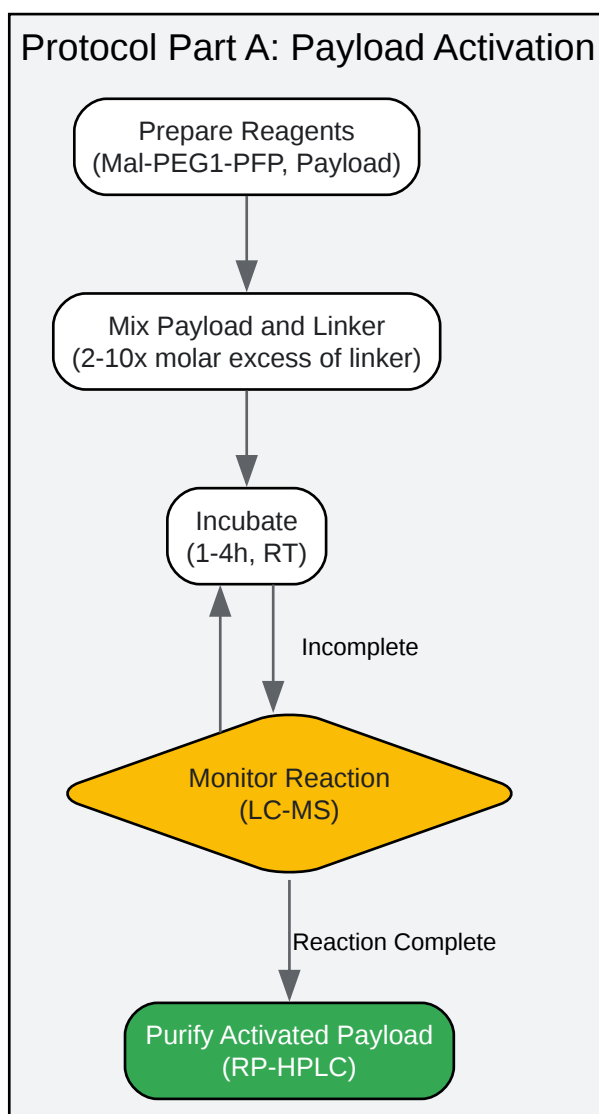 Protocol Part A: Payload Activation
Prepare Reagents
(Mal-PEG1-PFP, Payload)
Mix Payload and Linker
(2-10x molar excess of linker)
Incubate
(1-4h, RT)
Incomplete
Monitor Reaction
(LC-MS)
Reaction Complete
Purify Activated Payload
(RP-HPLC)